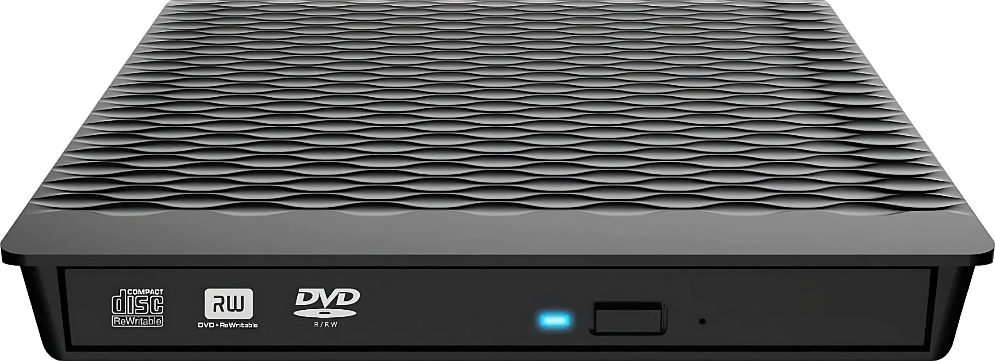 COMPACT
disc
ReWritable
RW
DVD+ReWritable
DVD
R/RW